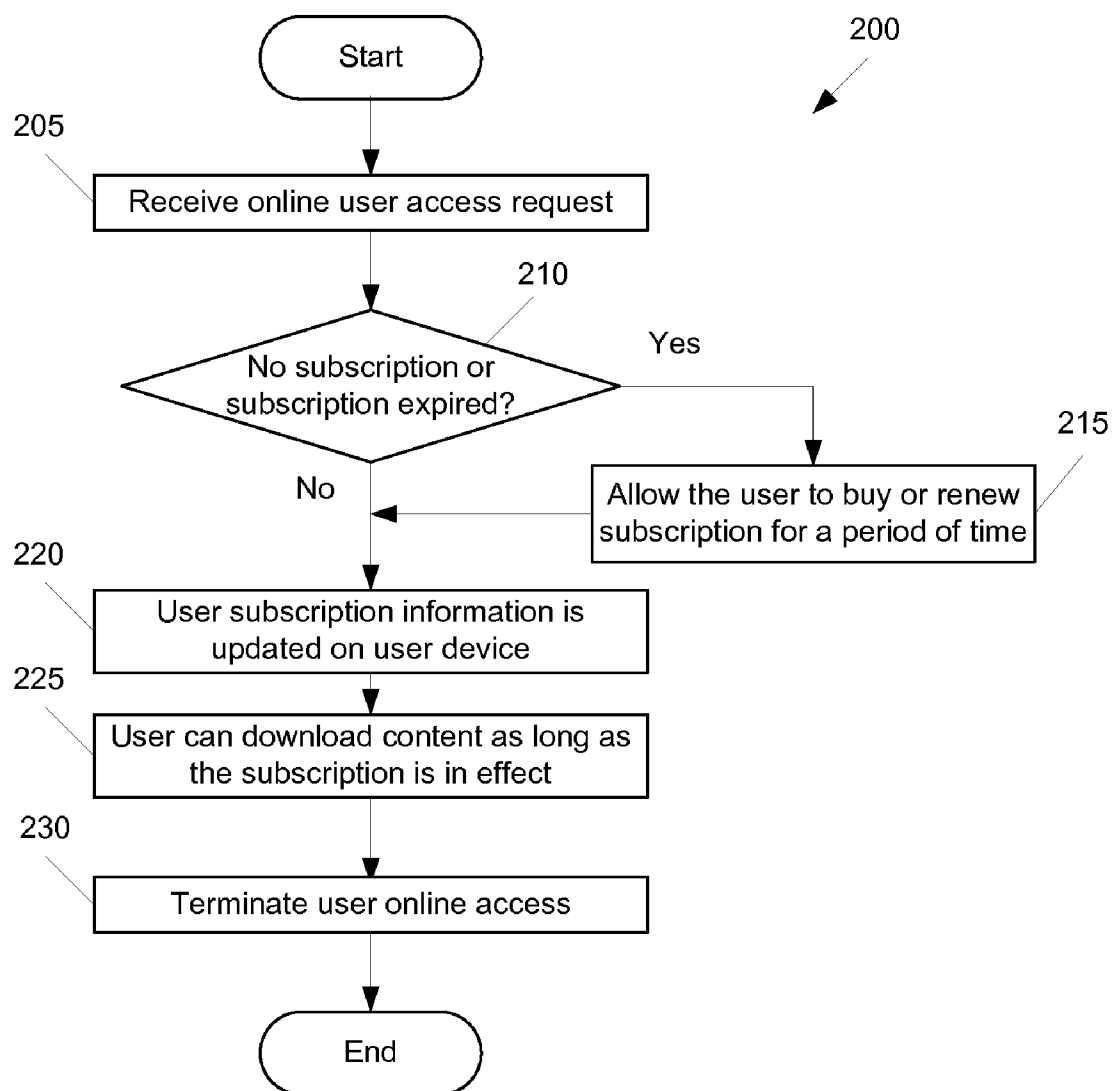 Start
200
205
Receive online user access request
210
No subscription or
subscription expired?
Yes
215
No
Allow the user to buy or renew
subscription for a period of time
220
User subscription information is
updated on user device
225
User can download content as long as
the subscription is in effect
230
Terminate user online access
End